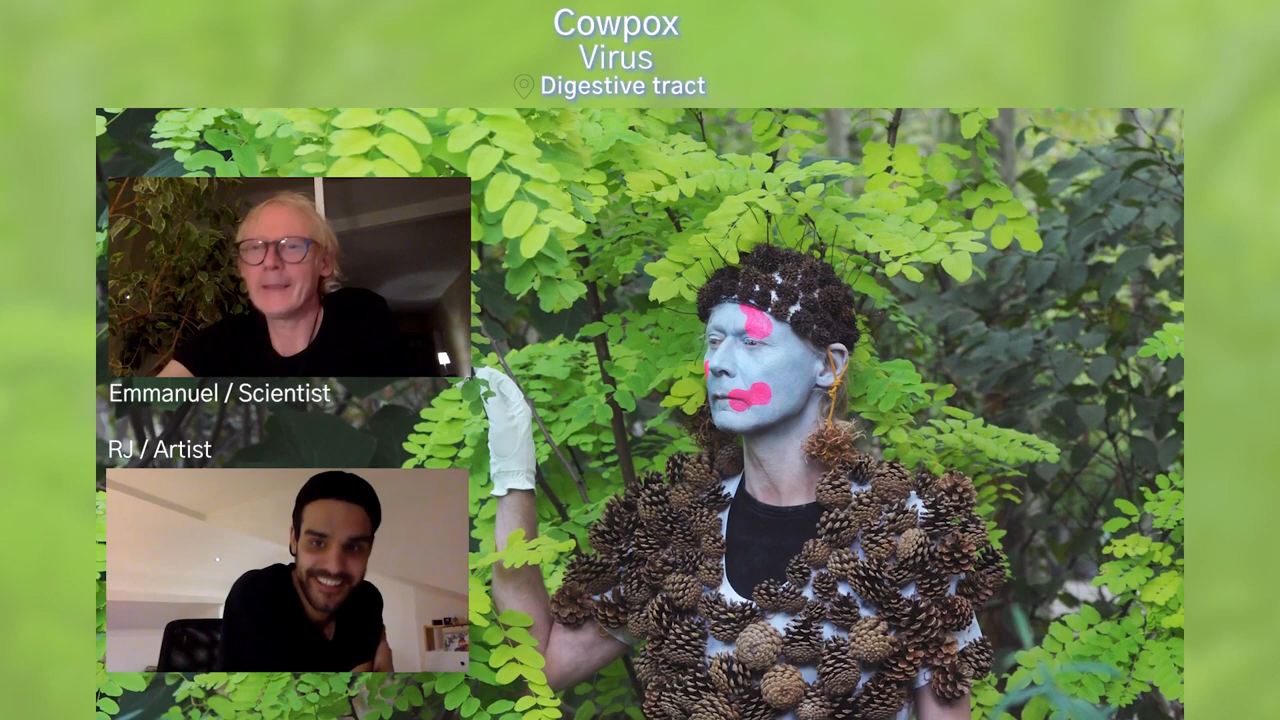 Cowpox
Virus
Digestive tract
Emmanuel / Scientist
RJ / Artist